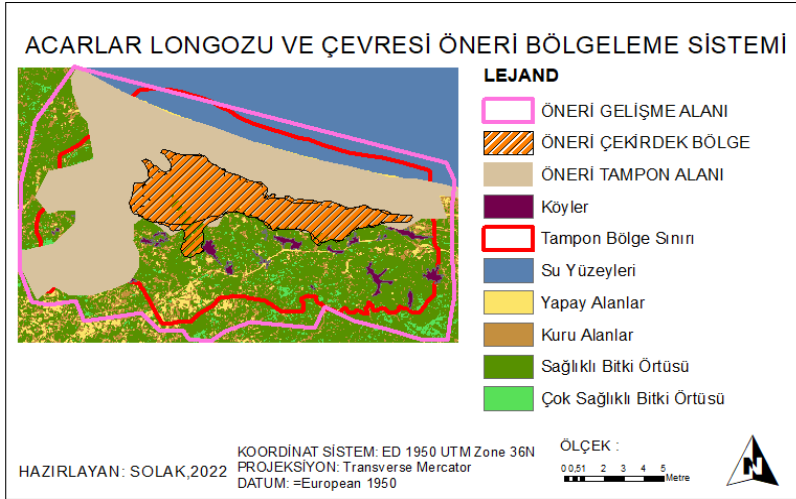 ACARLAR LONGOZU VE ÇEVRESİ ÖNERİ BÖLGELEME SİSTEMİ
LEJAND
ÖNERİ GELİŞME ALANI
ÖNERİ ÇEKİRDEK BÖLGE
ÖNERİ TAMPON ALANI
Köyler
Tampon Bölge Sınırı
Su Yüzeyleri
Yapay Alanlar
Kuru Alanlar
Sağlıklı Bitki Örtüsü
Çok Sağlıklı Bitki Örtüsü
HAZIRLAYAN: SOLAK,2022
KOORDİNAT SİSTEM: ED 1950 UTM Zone 36N
PROJEKSİYON: Transverse Mercator
DATUM: =European 1950
ÖLÇEK :
0 0,51 2 3 4 5
Metre
N